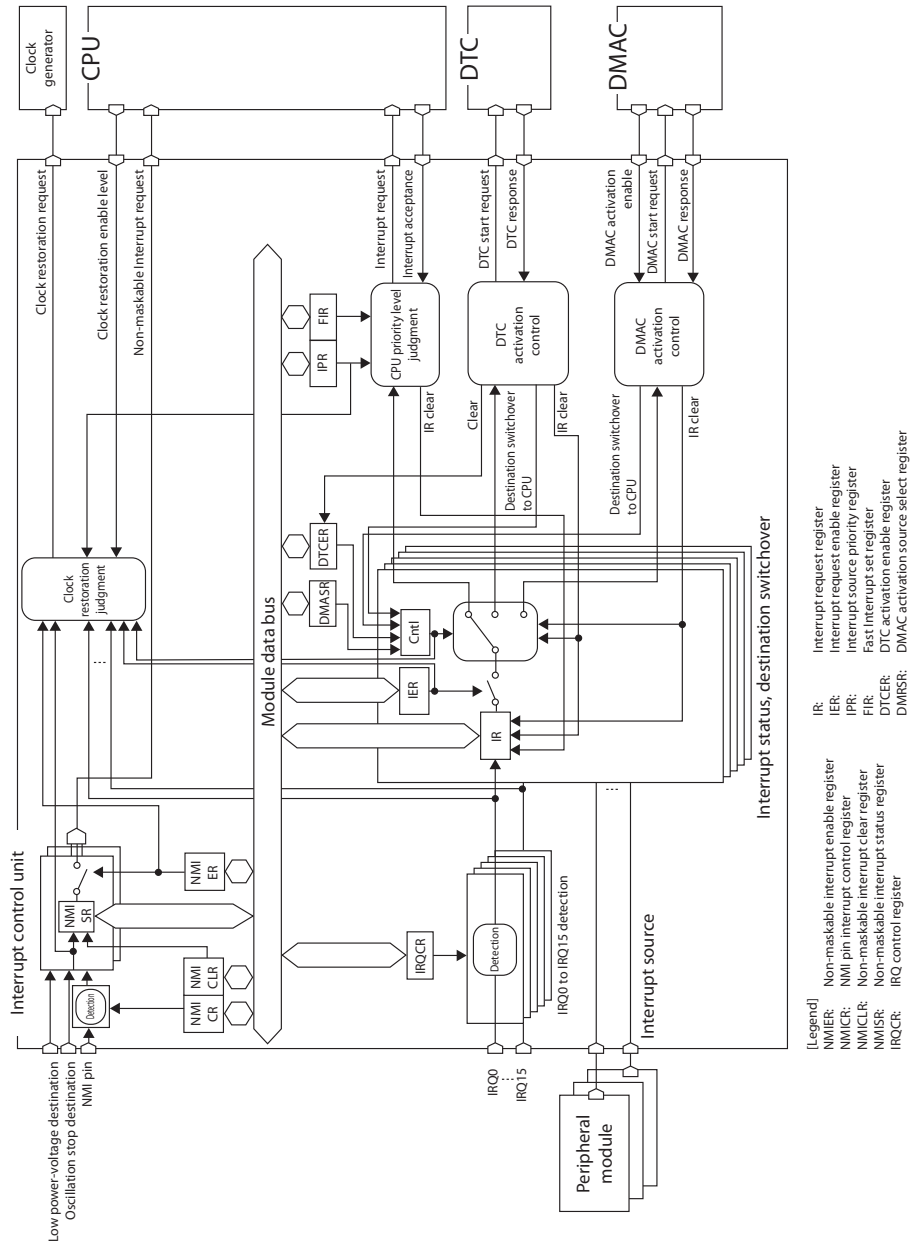 Interrupt control unit
Low power-voltage destination
Oscillation stop destination
NMI pin
Detection
NMI
SR
NMI
CR
NMI
CLR
NMI
ER
Clock
restoration
judgment
Clock restoration request
Clock restoration enable level
Non-maskable Interrupt request
Clock
generator
CPU
Module data bus
IRQCR
Detection
IRQ0 to IRQ15 detection
IRQ0
IRQ15
IER
IR
DMASR
DTCER
Cntl
IPR
FIR
CPU priority level
judgment
Interrupt request
Interrupt acceptance
IR clear
Clear
DTC
activation
control
DTC start request
DTC response
DTC
Destination switchover
to CPU
IR clear
DMAC
activation
control
DMAC activation
enable
DMAC start request
DMAC response
DMAC
Destination switchover
to CPU
IR clear
Interrupt status, destination switchover
Interrupt source
Peripheral
module
[Legend]
NMIER: Non-maskable interrupt enable register
NMICR: NMI pin interrupt control register
NMICLR: Non-maskable interrupt clear register
NMISR: Non-maskable interrupt status register
IRQCR: IRQ control register
IR: Interrupt request register
IER: Interrupt request enable register
IPR: Interrupt source priority register
FIR: Fast Interrupt set register
DTCER: DTC activation enable register
DMRSR: DMAC activation source select register